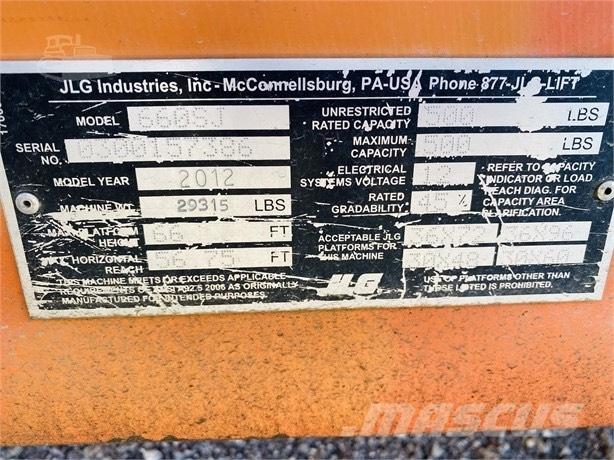 JLG Industries, Inc - McConnellsburg, PA-USA Phone 877-JLG-LIFT
MODEL 660SJ
SERIAL NO. 0300157386
MODEL YEAR 2012
MACHINE WT. 29315 LBS
MAX. PLATFORM HEIGHT 66 FT
MAX. HORIZONTAL REACH 56.75 FT
THIS MACHINE MEETS OR EXCEEDS APPLICABLE
REQUIREMENTS OF ANSI A92.5 2006 AS ORIGINALLY
MANUFACTURED FOR INTENDED PURPOSES.
UNRESTRICTED RATED CAPACITY 500 LBS
MAXIMUM CAPACITY 500 LBS
ELECTRICAL SYSTEMS VOLTAGE 12
RATED GRADABILITY 45 %
REFER TO CAPACITY
INDICATOR OR LOAD
REACH DIAG. FOR
CAPACITY AREA
CLARIFICATION.
ACCEPTABLE JLG
PLATFORMS FOR
THIS MACHINE
JLG
USE OF PLATFORMS OTHER THAN
THESE LISTED IS PROHIBITED.
mascus